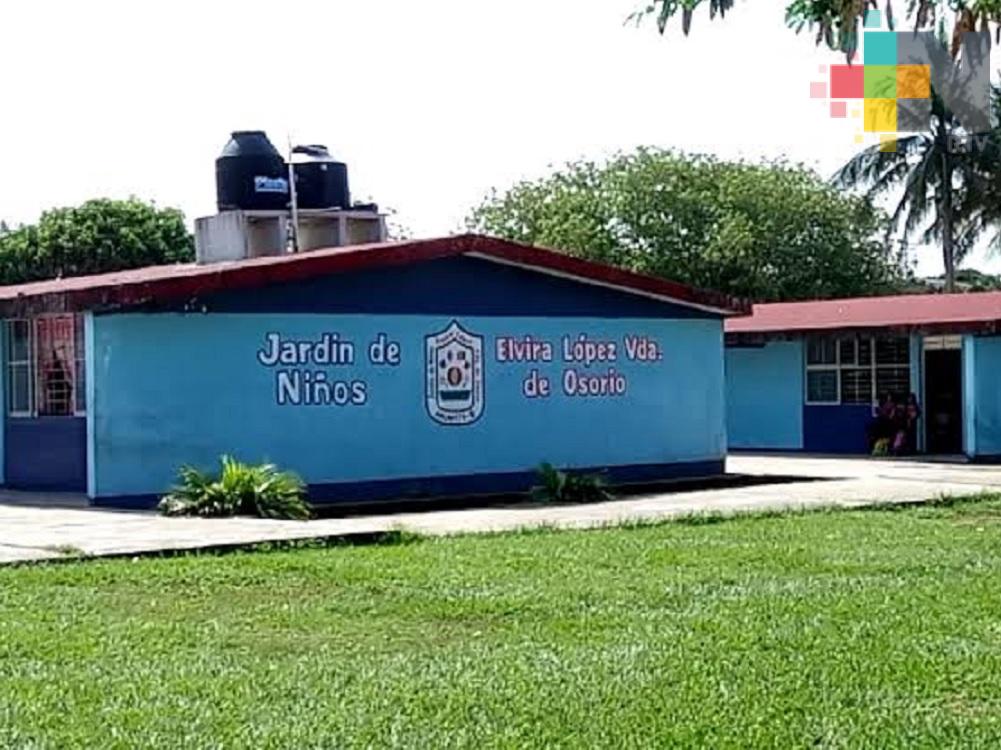 Jardin de
Niños
Elvira López Vda.
de Osorio